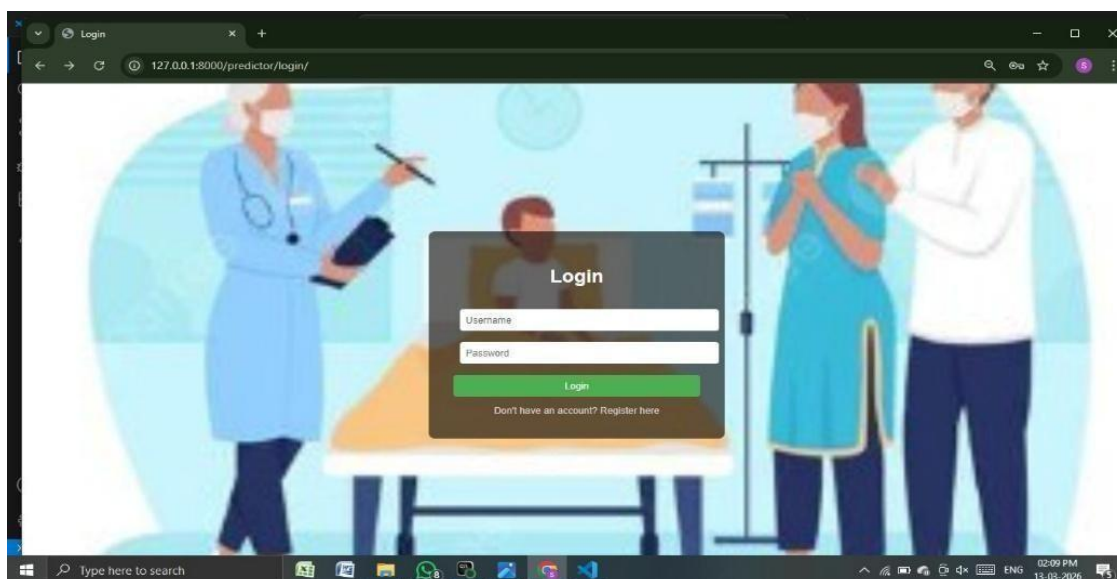 Login
127.0.0.1:8000/predictor/login/
S
Login
Username
Password
Login
Don't have an account? Register here
Type here to search
8
ENG
02:09 PM
13-03-2026